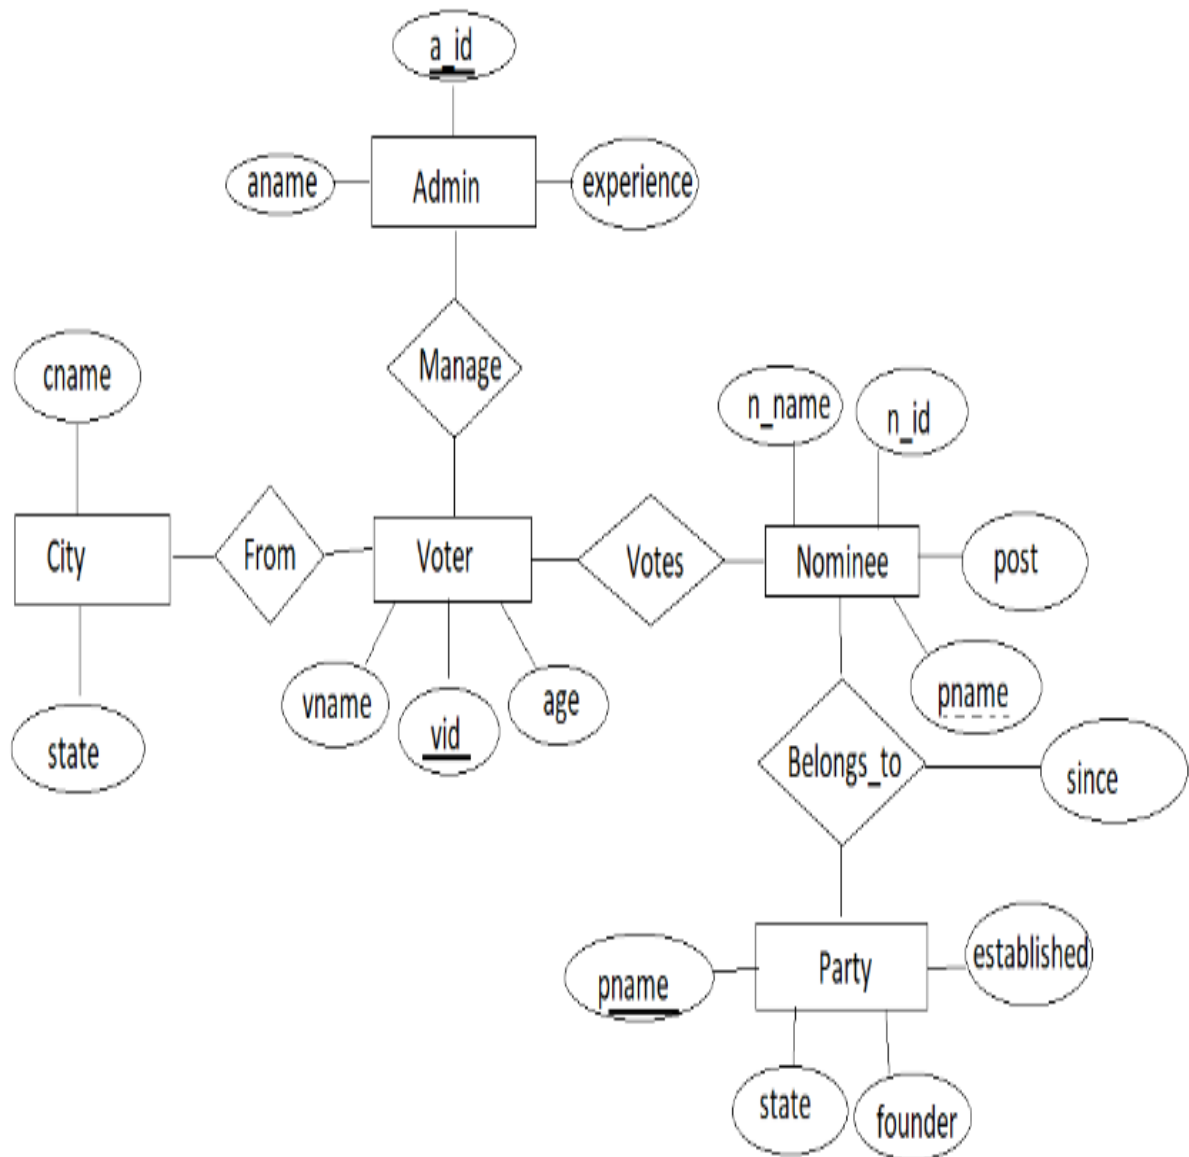 a_id
aname
Admin
experience
Manage
cname
n_name
n_id
City
From
Voter
Votes
Nominee
post
vname
vid
age
pname
state
Belongs_to
since
pname
Party
established
state
founder